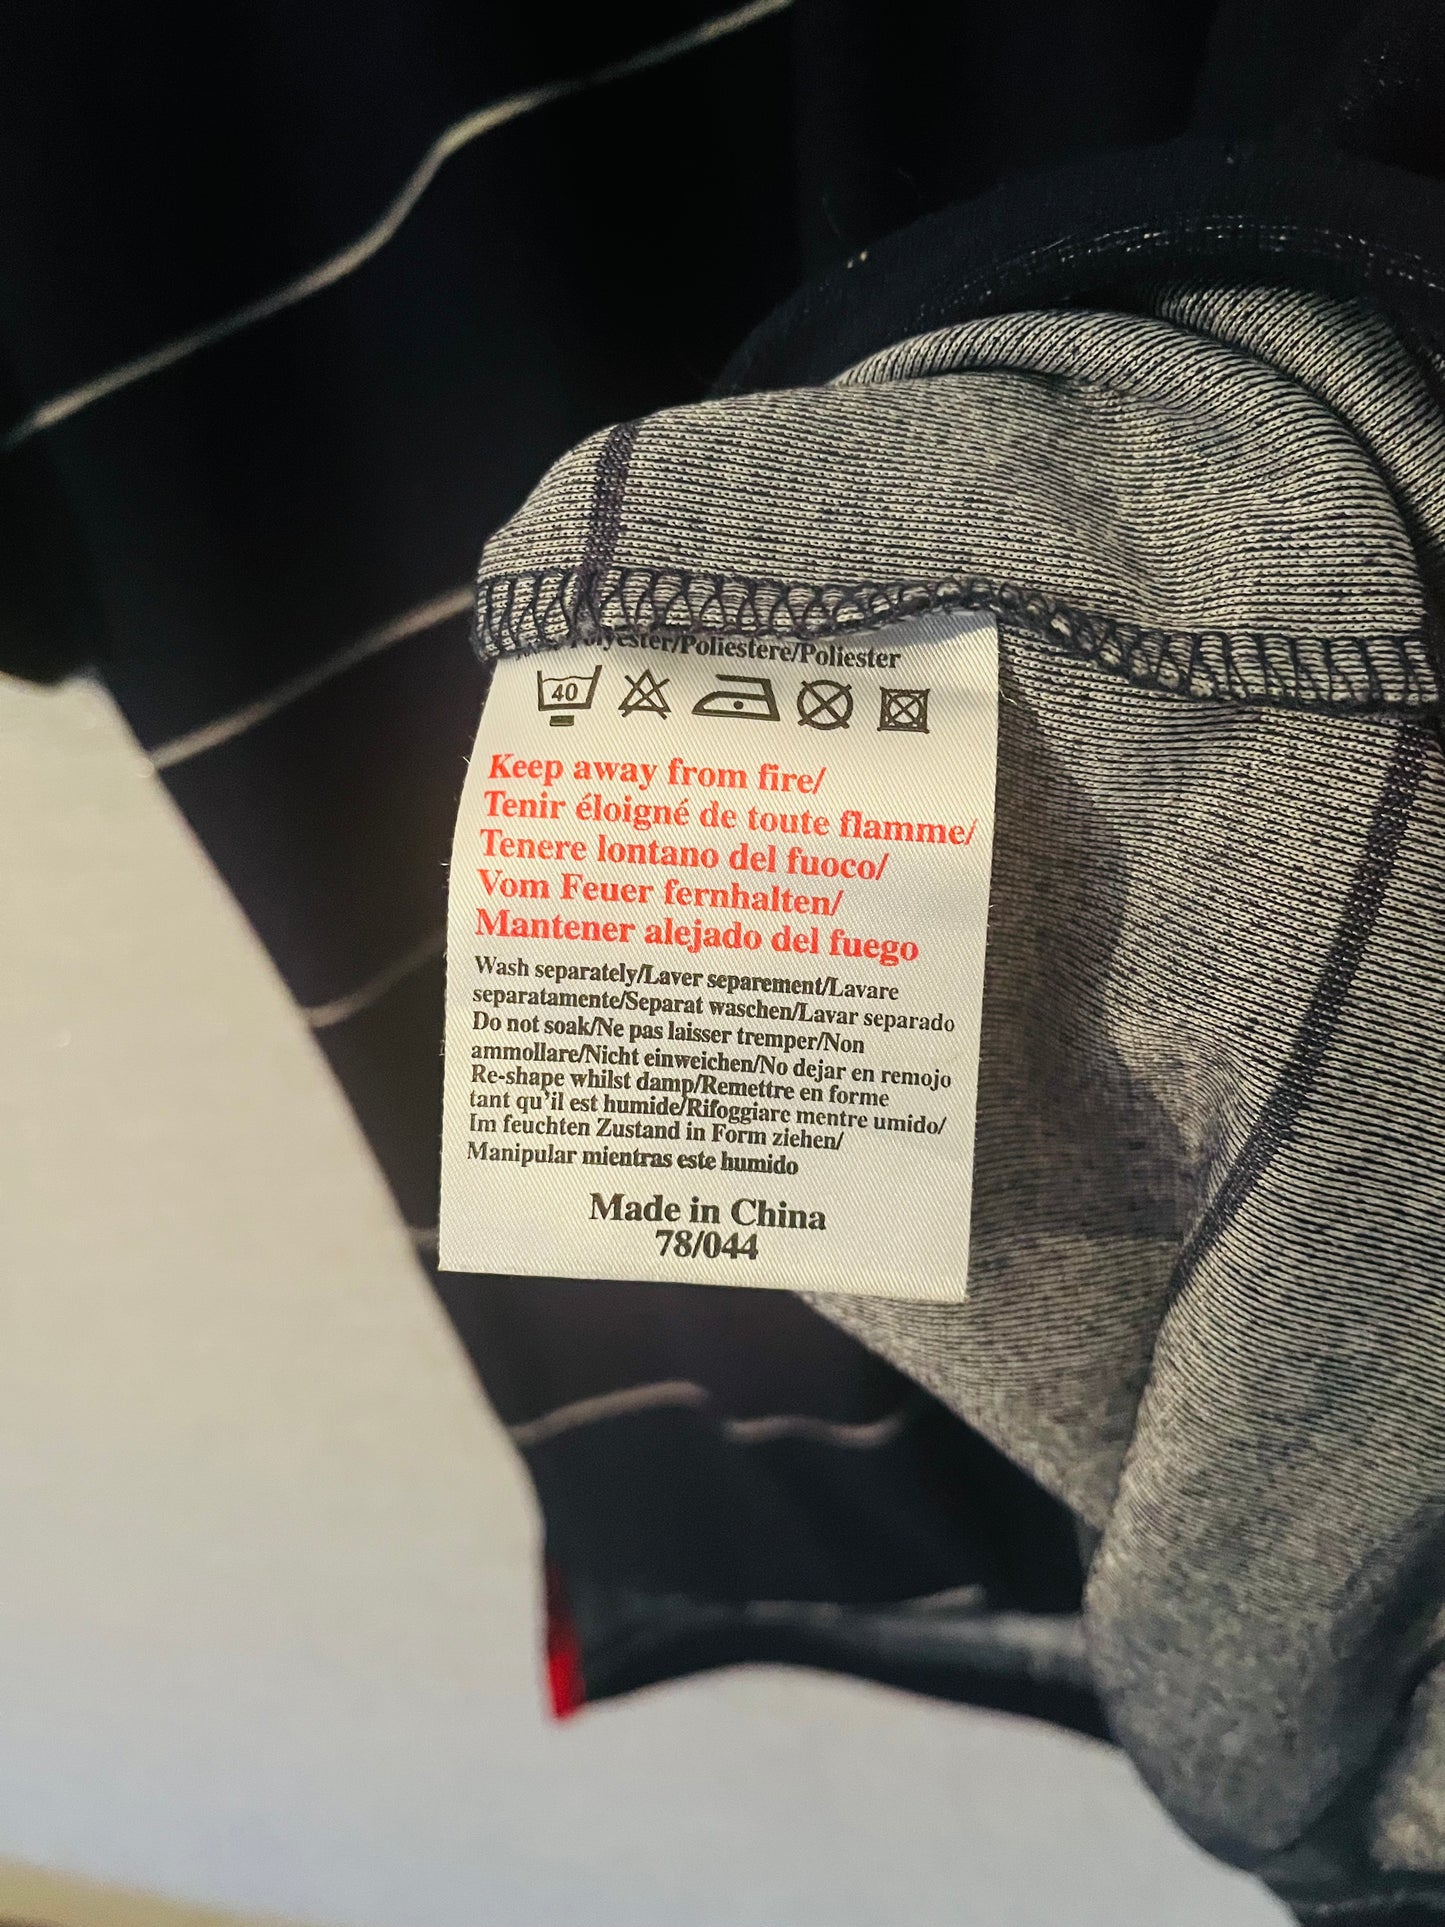 Polyester/Poliestere/Poliester
40
Keep away from fire/
Tenir éloigné de toute flamme/
Tenere lontano del fuoco/
Vom Feuer fernhalten/
Mantener alejado del fuego
Wash separately/Laver separement/Lavare
separatamente/Separat waschen/Lavar separado
Do not soak/Ne pas laisser tremper/Non
ammollare/Nicht einweichen/No dejar en remojo
Re-shape whilst damp/Remettre en forme
tant qu'il est humide/Rifoggiare mentre umido/
Im feuchten Zustand in Form ziehen/
Manipular mientras este humido
Made in China
78/044